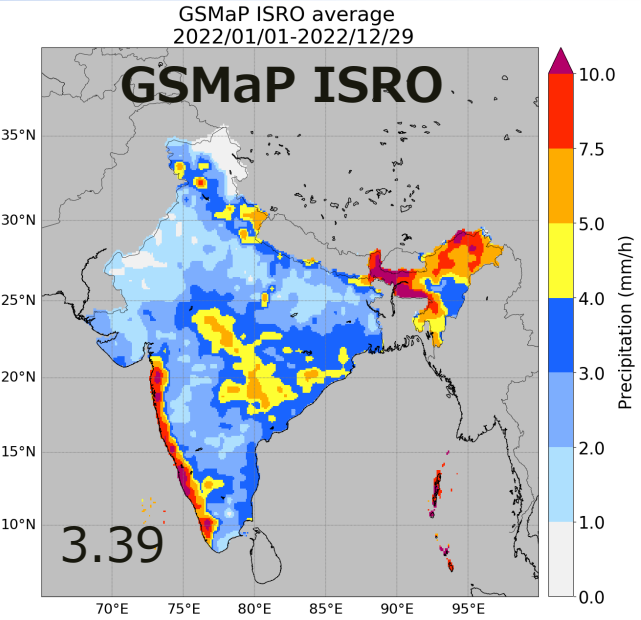 GSMaP ISRO average
2022/01/01-2022/12/29
GSMaP ISRO
3.39
35°N
30°N
25°N
20°N
15°N
10°N
70°E 75°E 80°E 85°E 90°E 95°E
10.0
7.5
5.0
4.0
3.0
2.0
1.0
0.0
Precipitation (mm/h)